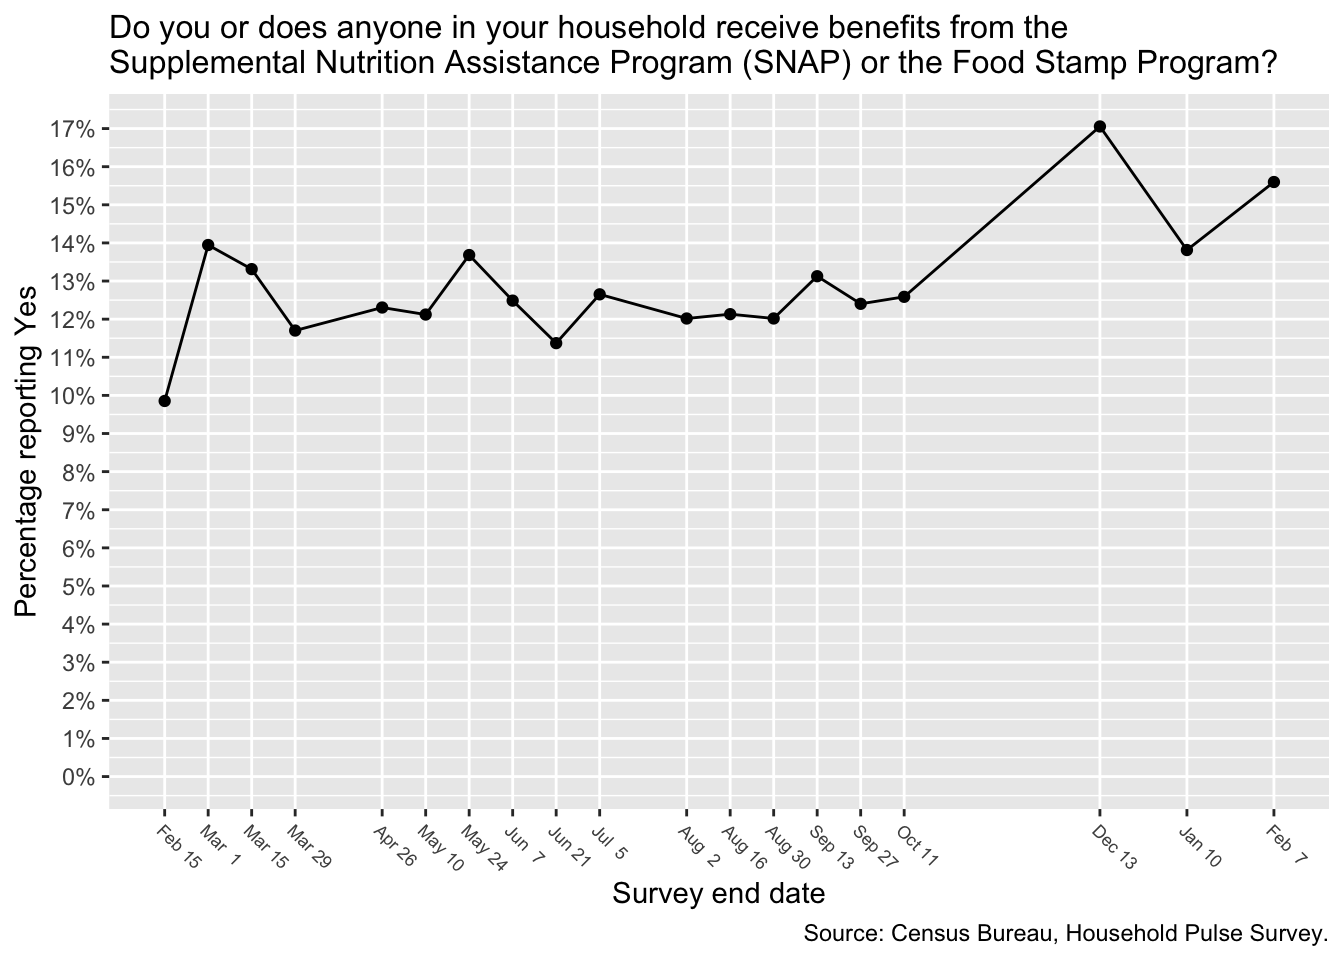 Do you or does anyone in your household receive benefits from the
Supplemental Nutrition Assistance Program (SNAP) or the Food Stamp Program?
Percentage reporting Yes
17%
16%
15%
14%
13%
12%
11%
10%
9%
8%
7%
6%
5%
4%
3%
2%
1%
0%
Feb 15
Mar 1
Mar 15
Mar 29
Apr 26
May 10
May 24
Jun 7
Jun 21
Jul 5
Aug 2
Aug 16
Aug 30
Sep 13
Sep 27
Oct 11
Dec 13
Jan 10
Feb 7
Survey end date
Source: Census Bureau, Household Pulse Survey.